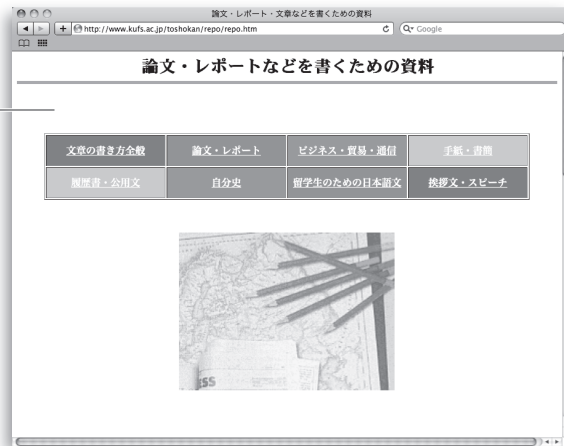 論文・レポート・文章などを書くための資料
http://www.kufs.ac.jp/toshokan/repo/repo.htm
Google
論文・レポートなどを書くための資料
文章の書き方全般 論文・レポート ビジネス・貿易・通信 手紙・書簡
履歴書・公用文 自分史 留学生のための日本語文 挨拶文・スピーチ
ESS